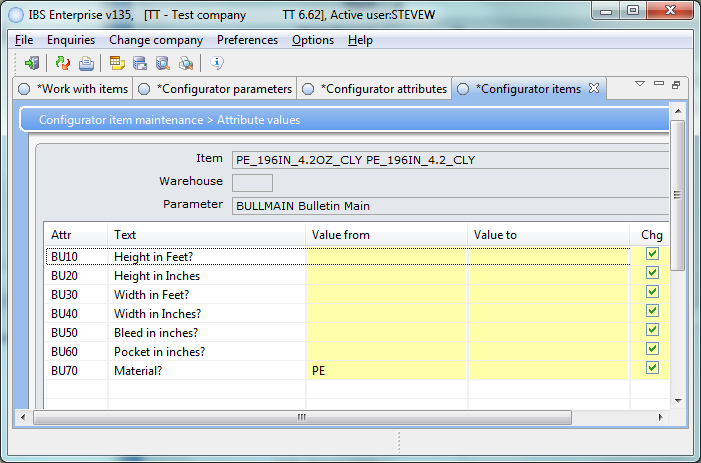 IBS Enterprise v135, [TT - Test company TT 6.62], Active user:STEVEW
File Enquiries Change company Preferences Options Help
*Work with items *Configurator parameters *Configurator attributes *Configurator items
Configurator item maintenance > Attribute values
Item PE_196IN_4.2OZ_CLY PE_196IN_4.2_CLY
Warehouse
Parameter BULLMAIN Bulletin Main
Attr Text Value from Value to Chg
BU10 Height in Feet?
BU20 Height in Inches
BU30 Width in Feet?
BU40 Width in Inches?
BU50 Bleed in inches?
BU60 Pocket in inches?
BU70 Material? PE